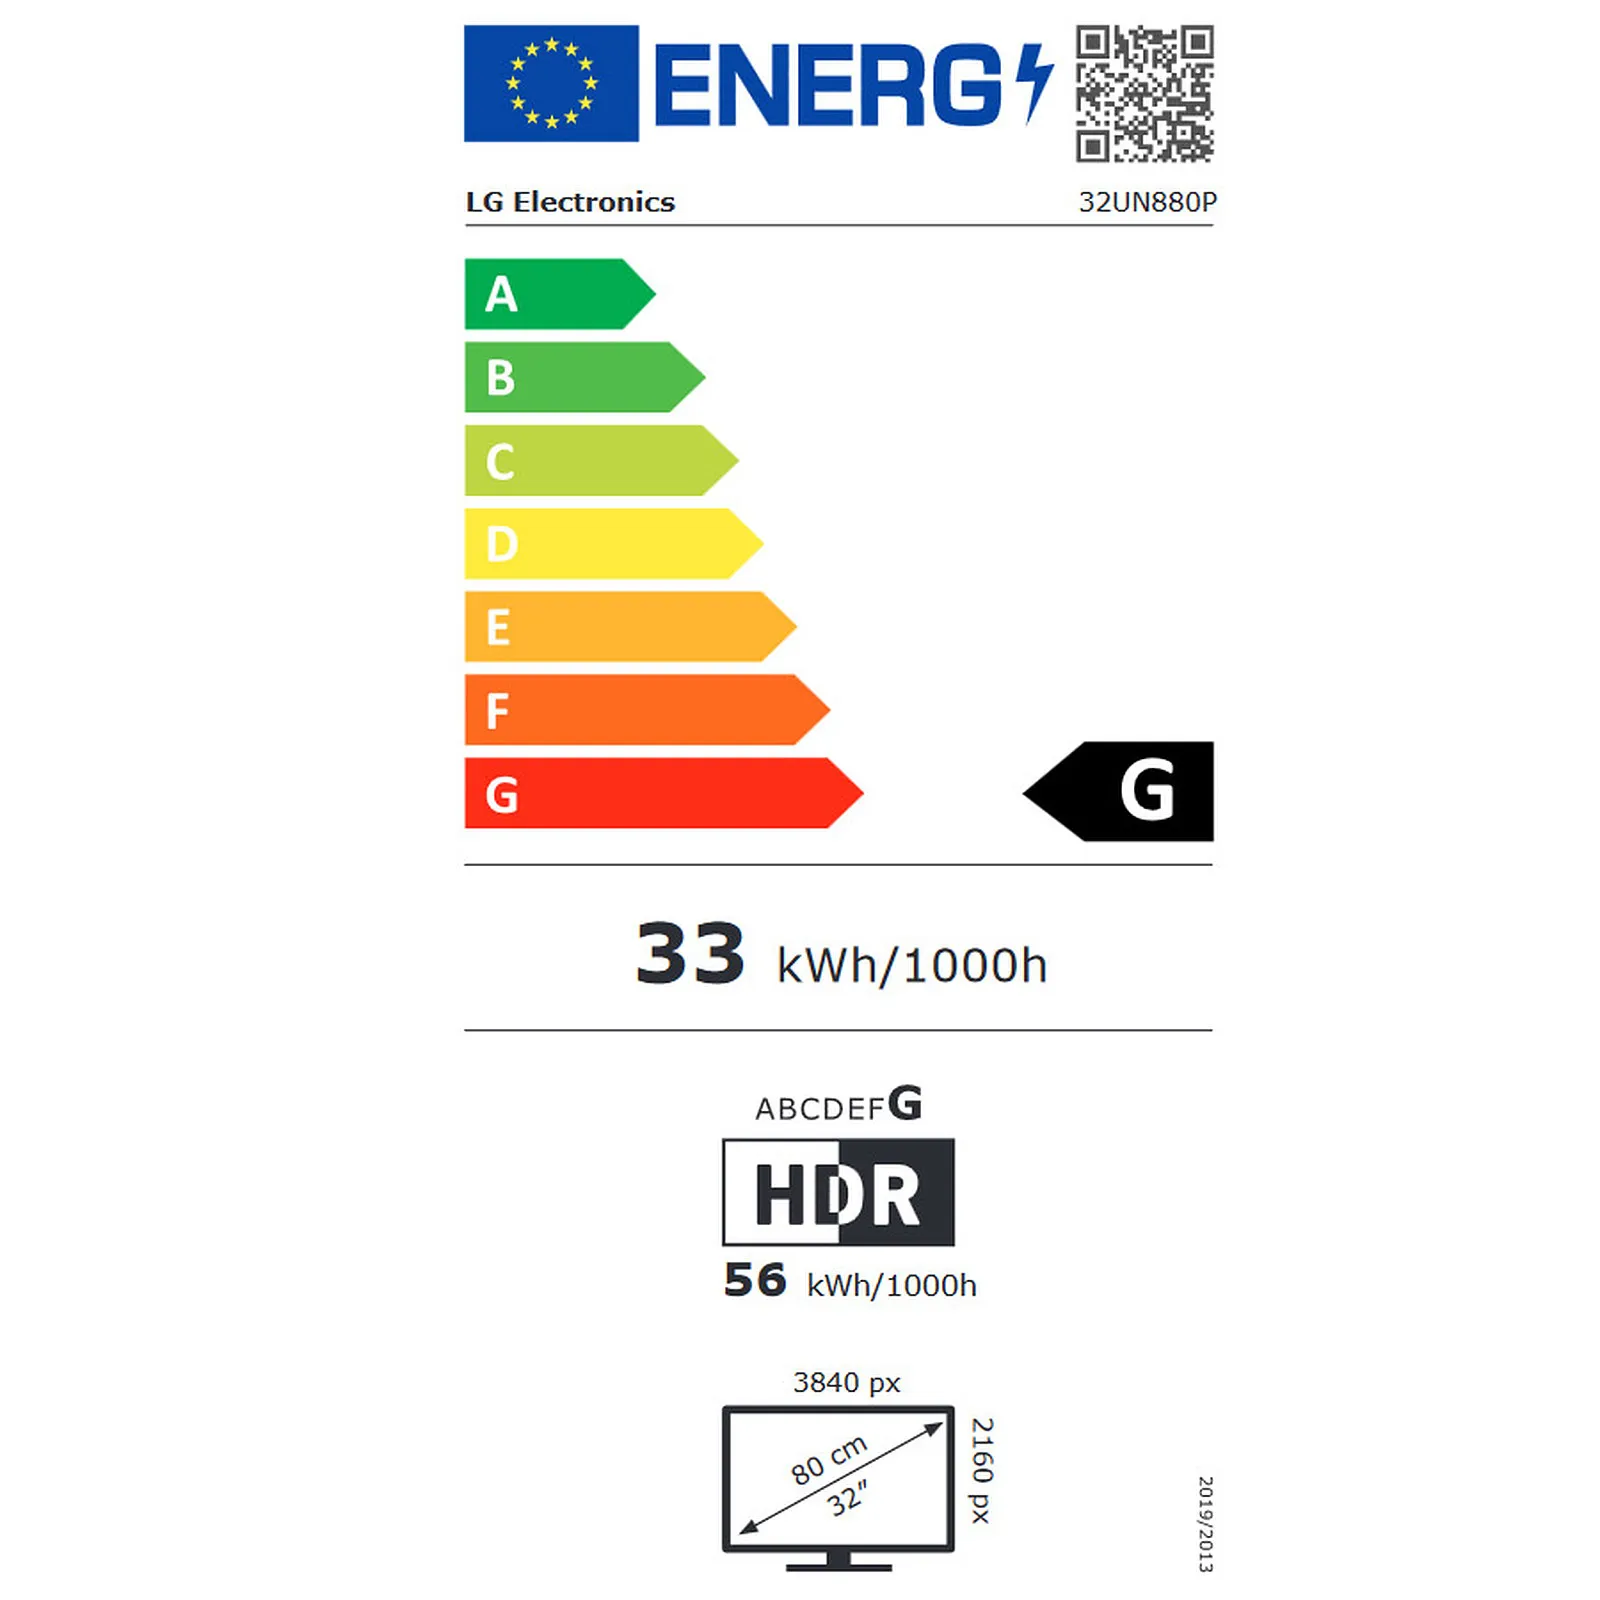 ENERG
LG Electronics
32UN880P
A
B
C
D
E
F
G
G
33 kWh/1000h
ABCDEFG
HDR
56 kWh/1000h
3840 px
80 cm
32"
2160 px
2019/2013